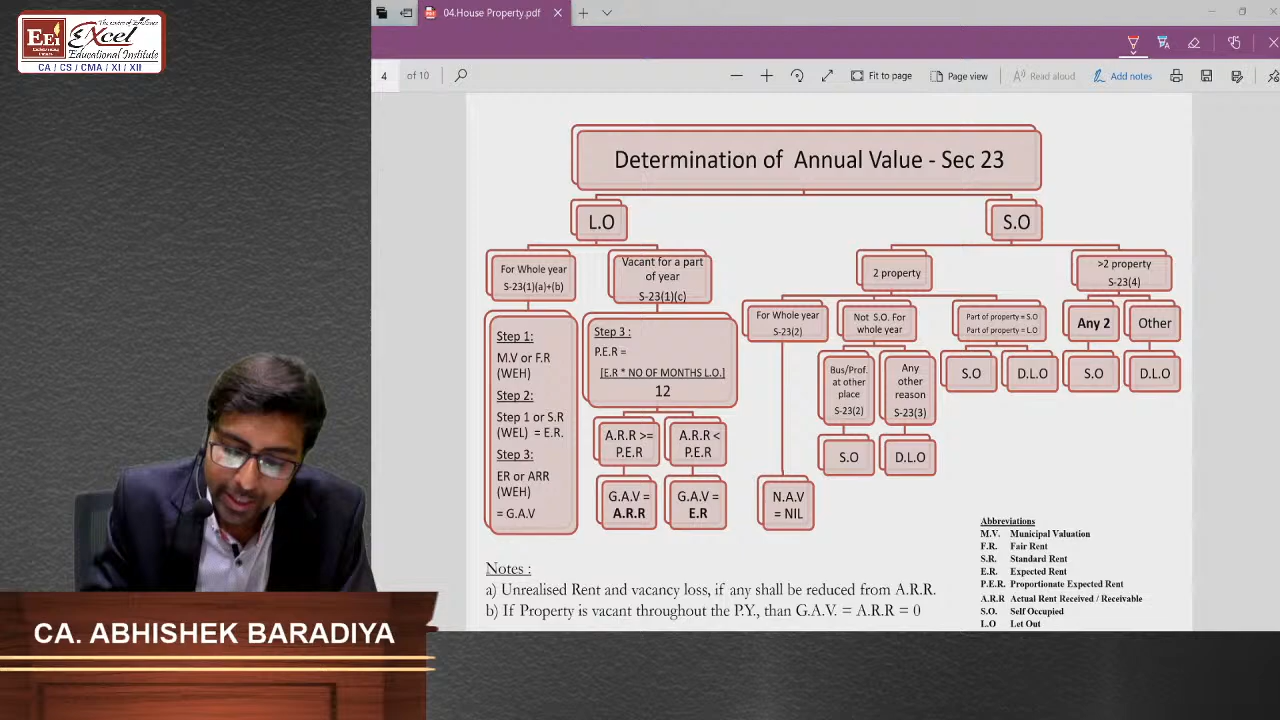 The centre of Excellence
EEi
Excel
Educational Institute
CA / CS / CMA / XI / XII
04.House Property.pdf
4 of 10
Fit to page
Page view
Read aloud
Add notes
Determination of Annual Value - Sec 23
L.O
S.O
For Whole year
S-23(1)(a)+(b)
Vacant for a part
of year
S-23(1)(c)
2 property
>2 property
S-23(4)
Step 1:
M.V or F.R
(WEH)
Step 2:
Step 1 or S.R
(WEL) = E.R.
Step 3:
ER or ARR
(WEH)
= G.A.V
Step 3 :
P.E.R =
[E.R * NO OF MONTHS L.O.]
12
A.R.R >=
P.E.R
A.R.R <
P.E.R
G.A.V =
A.R.R
G.A.V =
E.R
For Whole year
S-23(2)
Not S.O. For
whole year
Part of property = S.O
Part of property = L.O
Any 2
Other
Bus/Prof.
at other
place
S-23(2)
Any
other
reason
S-23(3)
S.O
D.L.O
S.O
D.L.O
S.O
D.L.O
N.A.V
= NIL
Abbreviations
M.V. Municipal Valuation
F.R. Fair Rent
S.R. Standard Rent
E.R. Expected Rent
P.E.R. Proportionate Expected Rent
A.R.R Actual Rent Received / Receivable
S.O. Self Occupied
L.O Let Out
Notes :
a) Unrealised Rent and vacancy loss, if any shall be reduced from A.R.R.
b) If Property is vacant throughout the P.Y., than G.A.V. = A.R.R = 0
CA. ABHISHEK BARADIYA